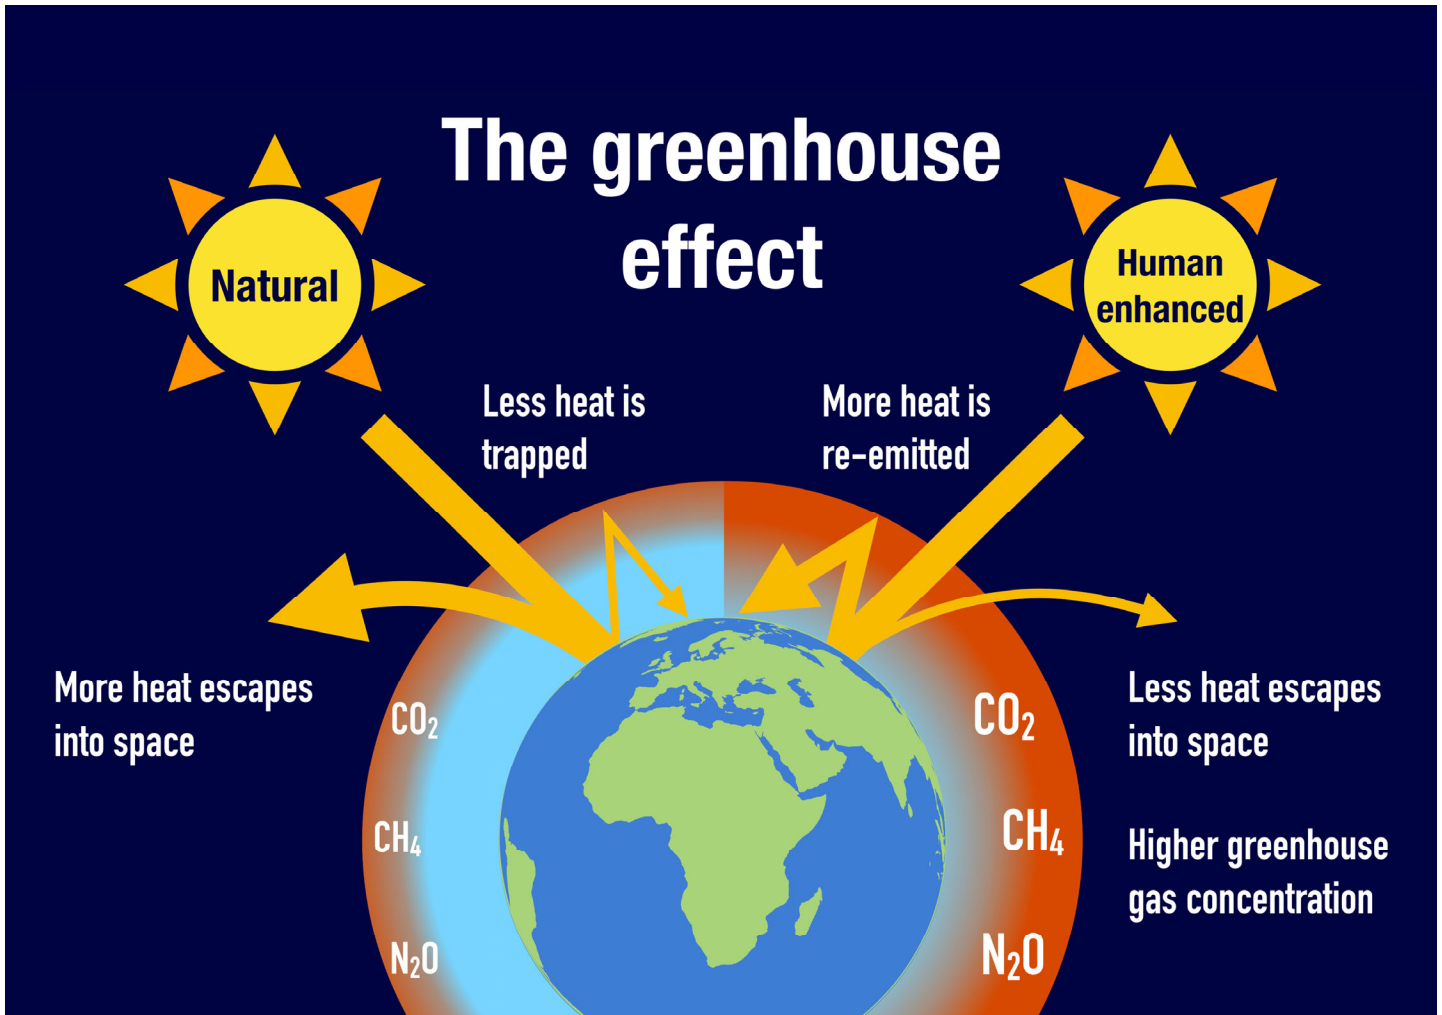 The greenhouse
effect
Natural
Human
enhanced
Less heat is
trapped
More heat is
re-emitted
More heat escapes
into space
CO₂
CH₄
N₂O
CO₂
CH₄
N₂O
Less heat escapes
into space
Higher greenhouse
gas concentration